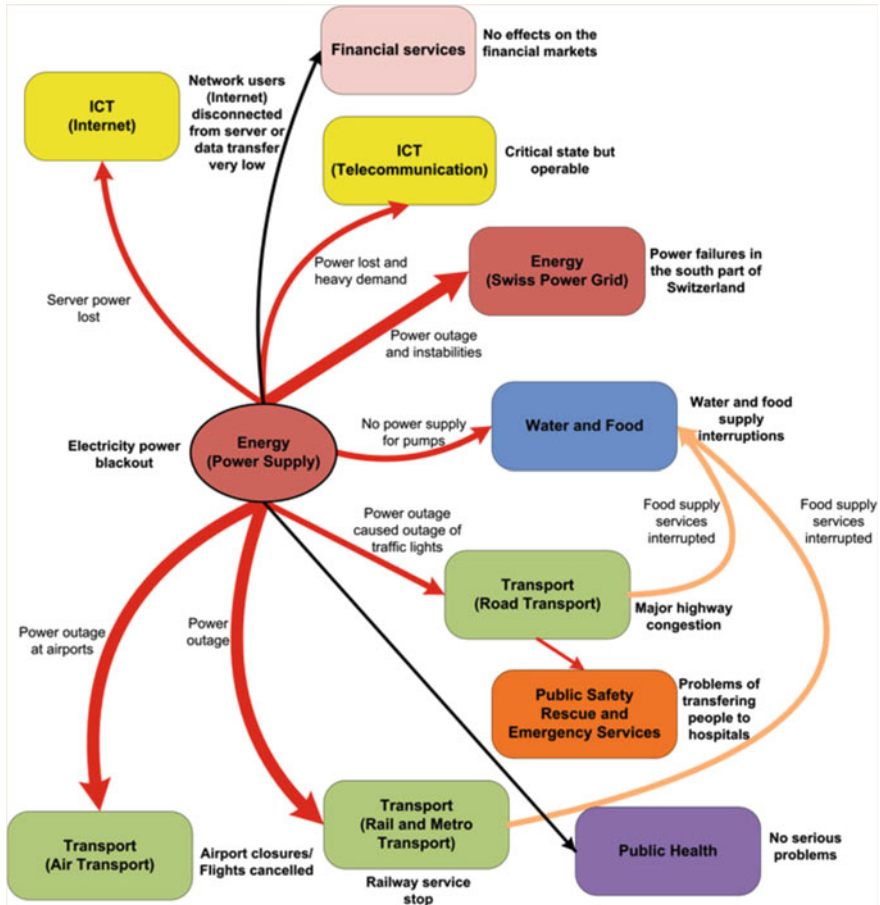 Financial services
No effects on the
financial markets
ICT
(Internet)
Network users
(Internet)
disconnected
from server or
data transfer
very low
ICT
(Telecommunication)
Critical state but
operable
Power lost and
heavy demand
Energy
(Swiss Power Grid)
Power failures in
the south part of
Switzerland
Server power
lost
Power outage
and instabilities
Electricity power
blackout
Energy
(Power Supply)
No power supply
for pumps
Water and Food
Water and food
supply
interruptions
Power outage
caused outage of
traffic lights
Food supply
services
interrupted
Food supply
services
interrupted
Transport
(Road Transport)
Major highway
congestion
Power outage
at airports
Power
outage
Public Safety
Rescue and
Emergency Services
Problems of
transfering
people to
hospitals
Transport
(Air Transport)
Airport closures/
Flights cancelled
Transport
(Rail and Metro
Transport)
Railway service
stop
Public Health
No serious
problems